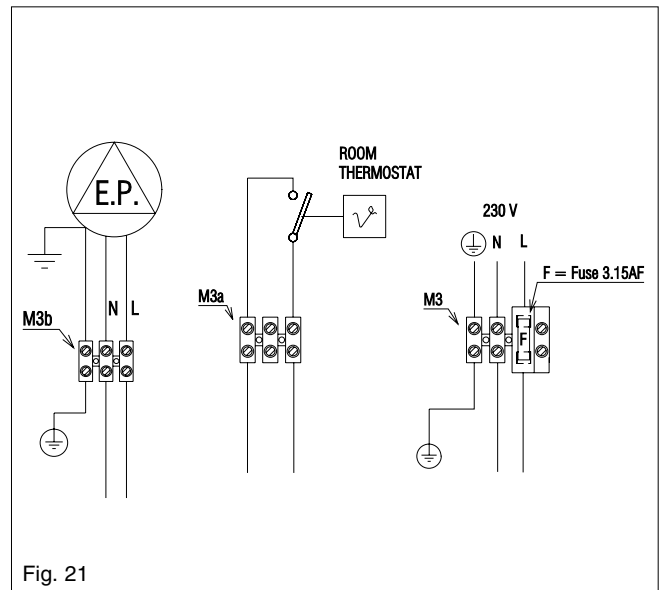 E.P.
N L
M3b
M3a
ROOM
THERMOSTAT
230 V
N L
F = Fuse 3.15AF
M3
F
Fig. 21